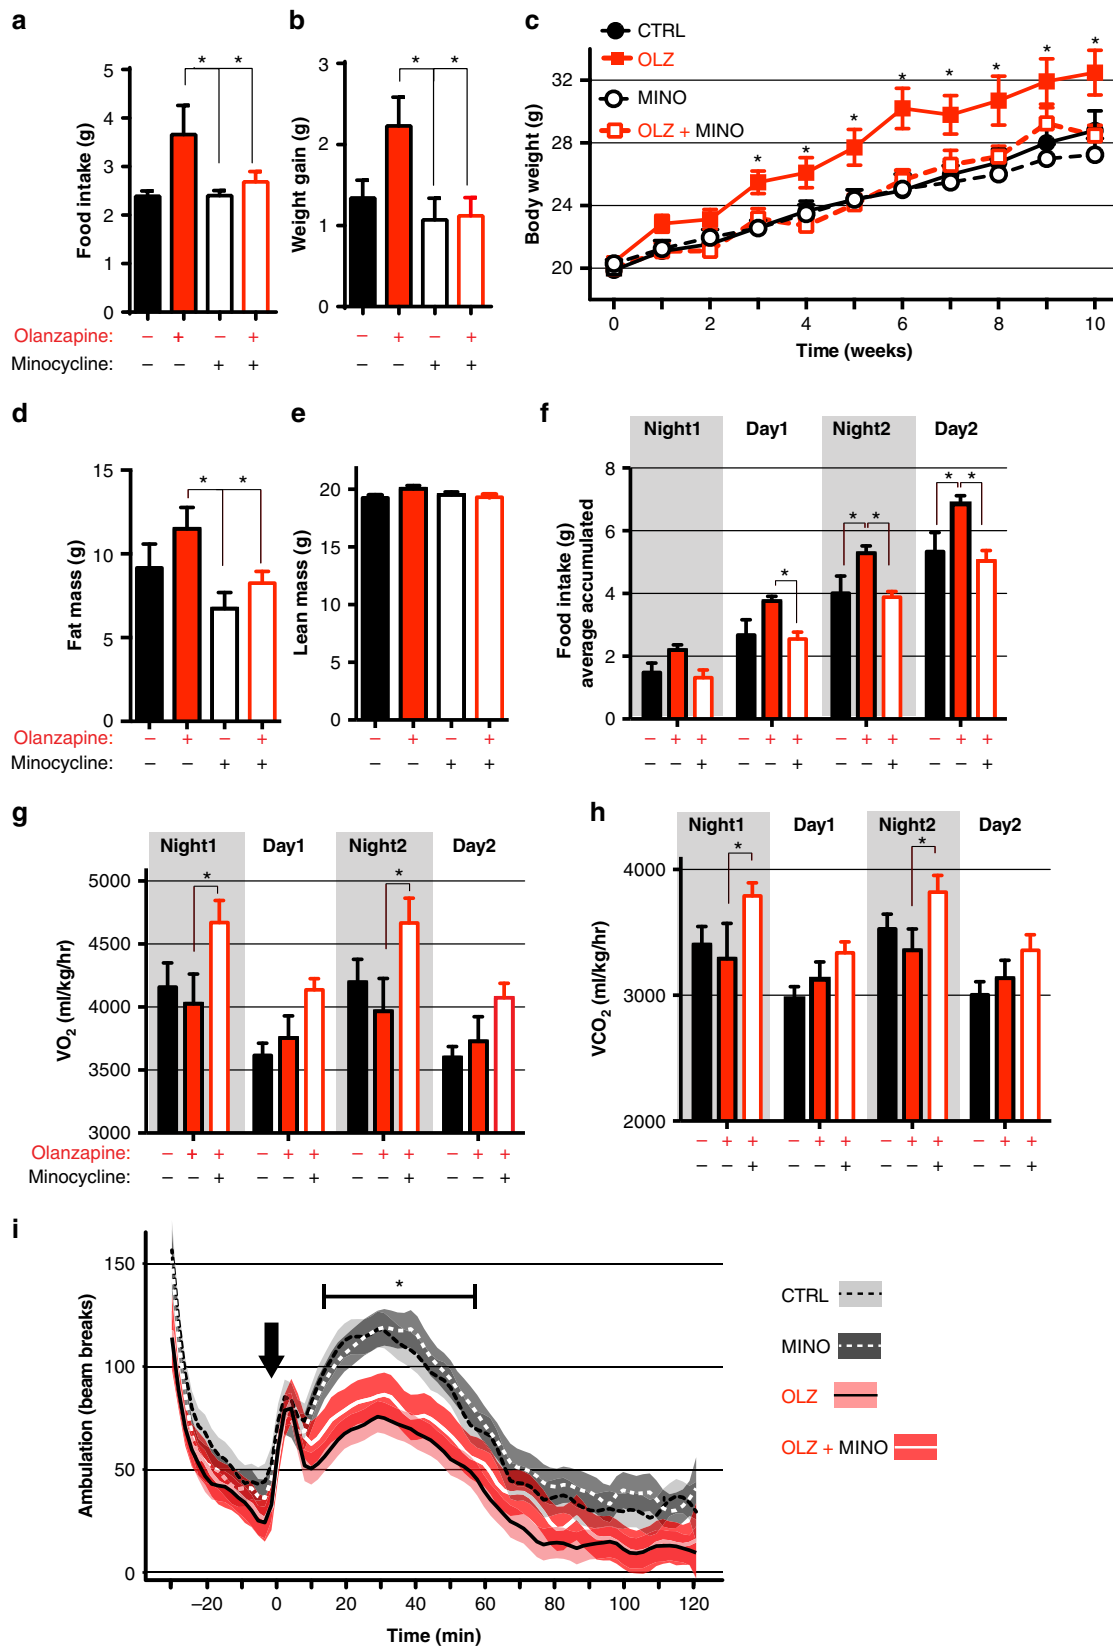 a
Food intake (g)
5
4
3
2
1
0
* *
Olanzapine: – + – +
Minocycline: – – + +
b
Weight gain (g)
3
2
1
0
* *
– + – +
– – + +
c
CTRL
OLZ
MINO
OLZ + MINO
Body weight (g)
32
28
24
20
* * * * * * * *
0 2 4 6 8 10
Time (weeks)
d
Fat mass (g)
15
10
5
0
* *
Olanzapine: – + – +
Minocycline: – – + +
e
Lean mass (g)
20
15
10
5
0
– + – +
– – + +
f
Night1 Day1 Night2 Day2
Food intake (g)
average accumulated
8
6
4
2
0
* * * * *
– + + – + + – + + – + +
– – + – – + – – + – – +
g
Night1 Day1 Night2 Day2
VO2 (ml/kg/hr)
5000
4500
4000
3500
3000
* *
Olanzapine: – + + – + + – + + – + +
Minocycline: – – + – – + – – + – – +
h
Night1 Day1 Night2 Day2
VCO2 (ml/kg/hr)
4000
3000
2000
* *
– + + – + + – + + – + +
– – + – – + – – + – – +
i
Ambulation (beam breaks)
150
100
50
0
*
–20 0 20 40 60 80 100 120
Time (min)
CTRL
MINO
OLZ
OLZ + MINO